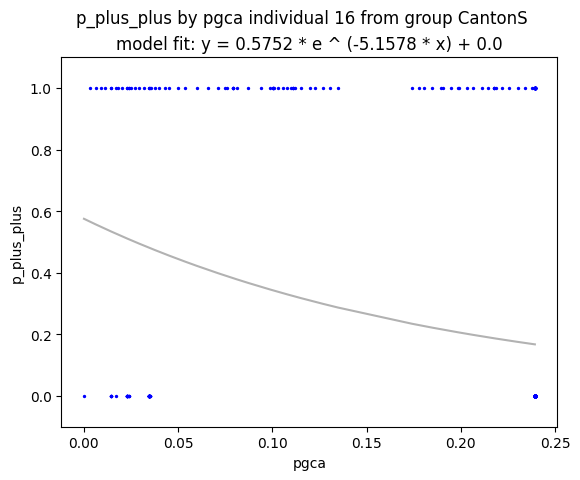 p_plus_plus by pgca individual 16 from group CantonS
model fit: y = 0.5752 * e ^ (-5.1578 * x) + 0.0
1.0
0.8
0.6
p_plus_plus
0.4
0.2
0.0
0.00 0.05 0.10 0.15 0.20 0.25
pgca